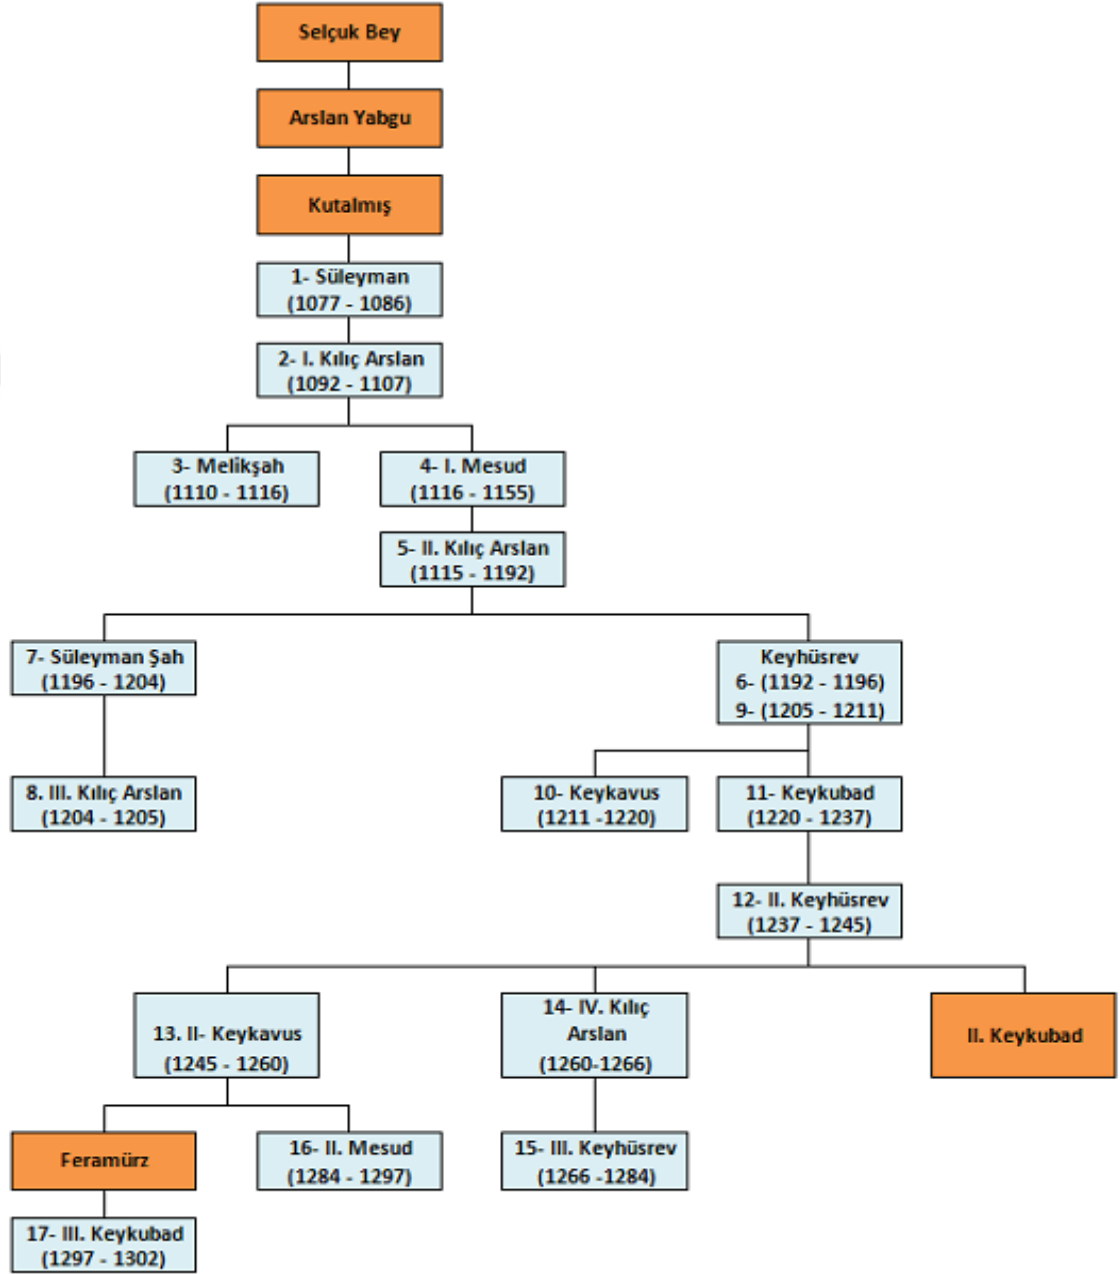 Selçuk Bey
Arslan Yabgu
Kutalmış
1- Süleyman
(1077 - 1086)
2- I. Kılıç Arslan
(1092 - 1107)
3- Melikşah
(1110 - 1116)
4- I. Mesud
(1116 - 1155)
5- II. Kılıç Arslan
(1115 - 1192)
7- Süleyman Şah
(1196 - 1204)
Keyhüsrev
6- (1192 - 1196)
9- (1205 - 1211)
8. III. Kılıç Arslan
(1204 - 1205)
10- Keykavus
(1211 -1220)
11- Keykubad
(1220 - 1237)
12- II. Keyhüsrev
(1237 - 1245)
13. II- Keykavus
(1245 - 1260)
14- IV. Kılıç
Arslan
(1260-1266)
II. Keykubad
Feramürz
16- II. Mesud
(1284 - 1297)
15- III. Keyhüsrev
(1266 -1284)
17- III. Keykubad
(1297 - 1302)